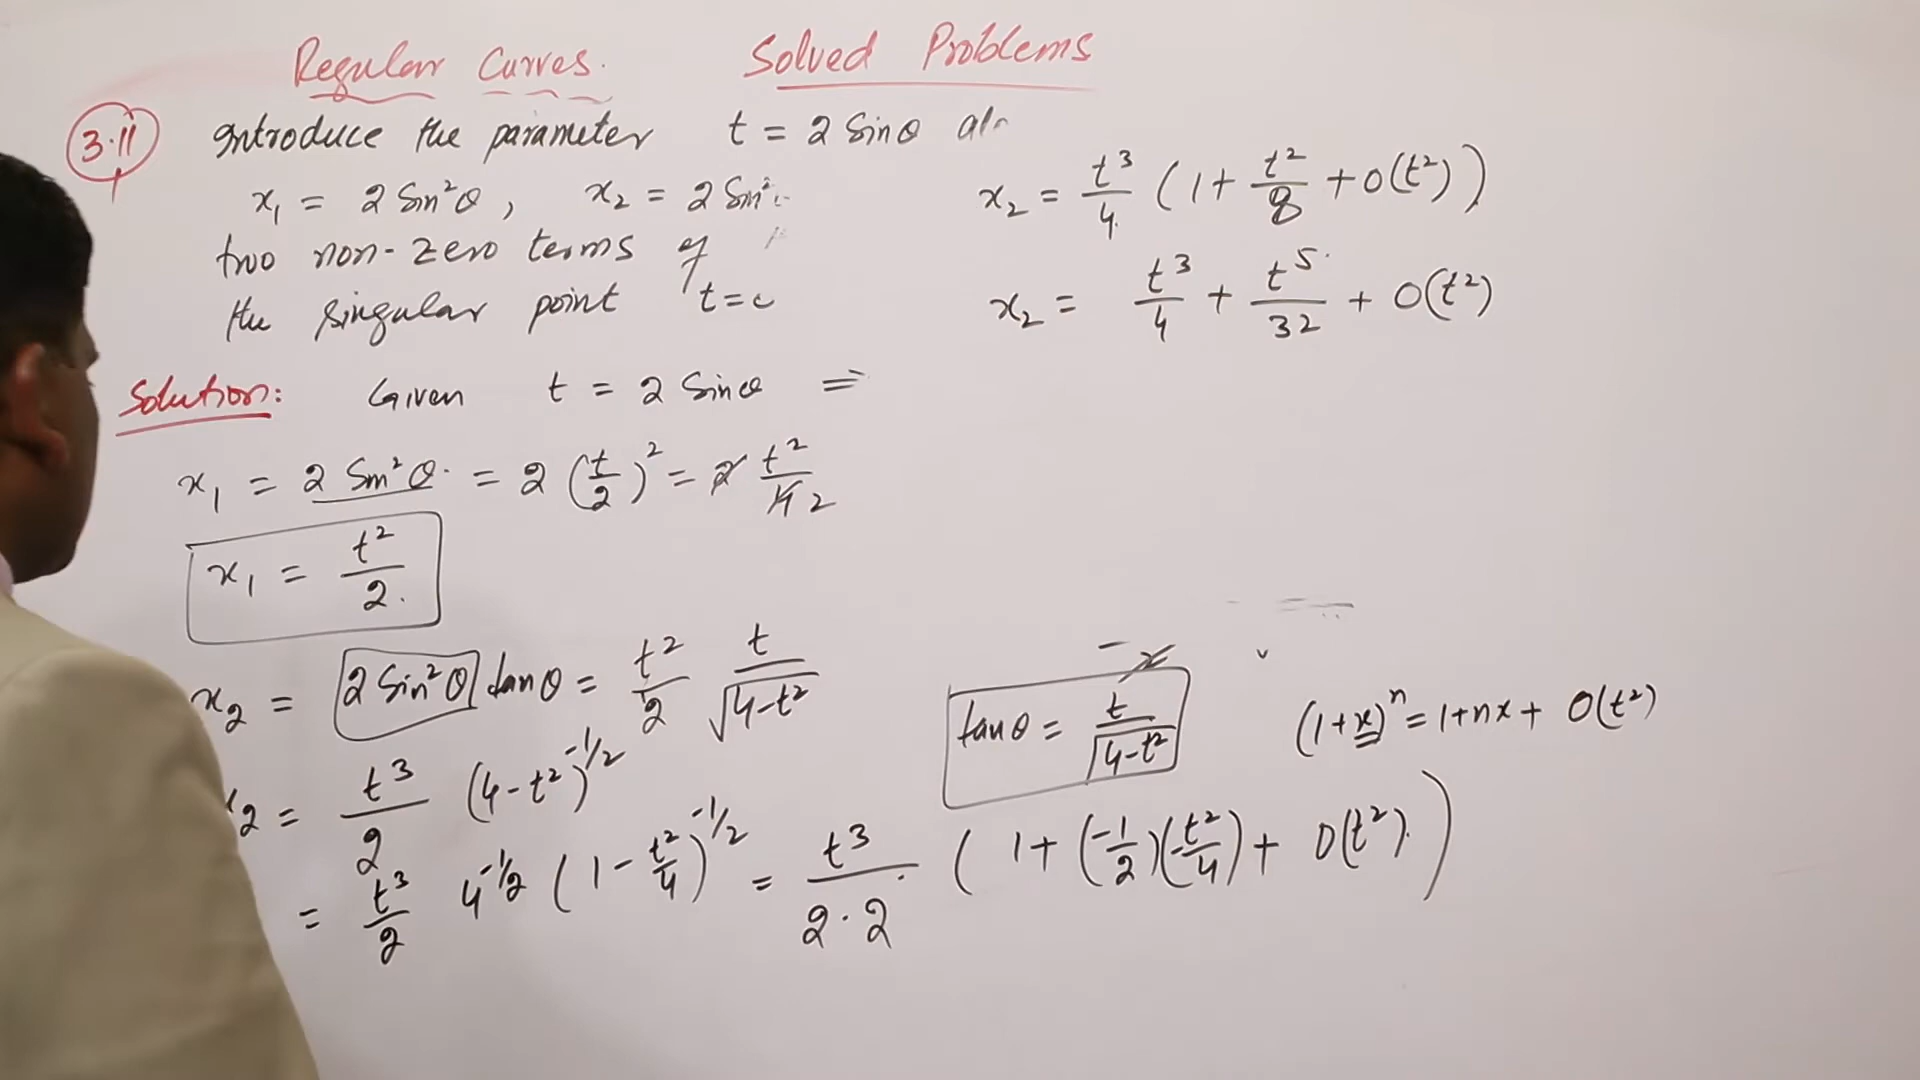 Regular Curves. Solved Problems
3.11 Introduce the parameter t = 2 Sinθ
x₁ = 2 Sin²θ, x₂ = 2 Sin²
two non-zero terms of
the singular point t=
x₂ = t³/4 (1 + t²/8 + O(t²))
x₂ = t³/4 + t⁵/32 + O(t²)
Solution: Given t = 2 Sinθ ⇒
x₁ = 2 Sin²θ. = 2 (t/2)² = 2 t²/4 2
x₁ = t²/2.
x₂ = 2 Sin²θ tanθ = t²/2 t/√(4-t²)
tanθ = t/√(4-t²)
(1+x)ⁿ = 1+nx + O(t²)
x₂ = t³/2 (4-t²)^(-1/2)
= t³/2 4^(-1/2) (1 - t²/4)^(-1/2) = t³/(2·2) (1 + (-1/2)(-t²/4) + O(t²).)